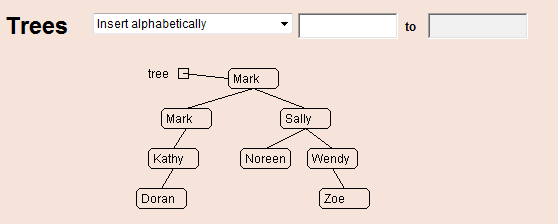 Trees Insert alphabetically to
tree Mark
Mark Sally
Kathy Noreen Wendy
Doran Zoe